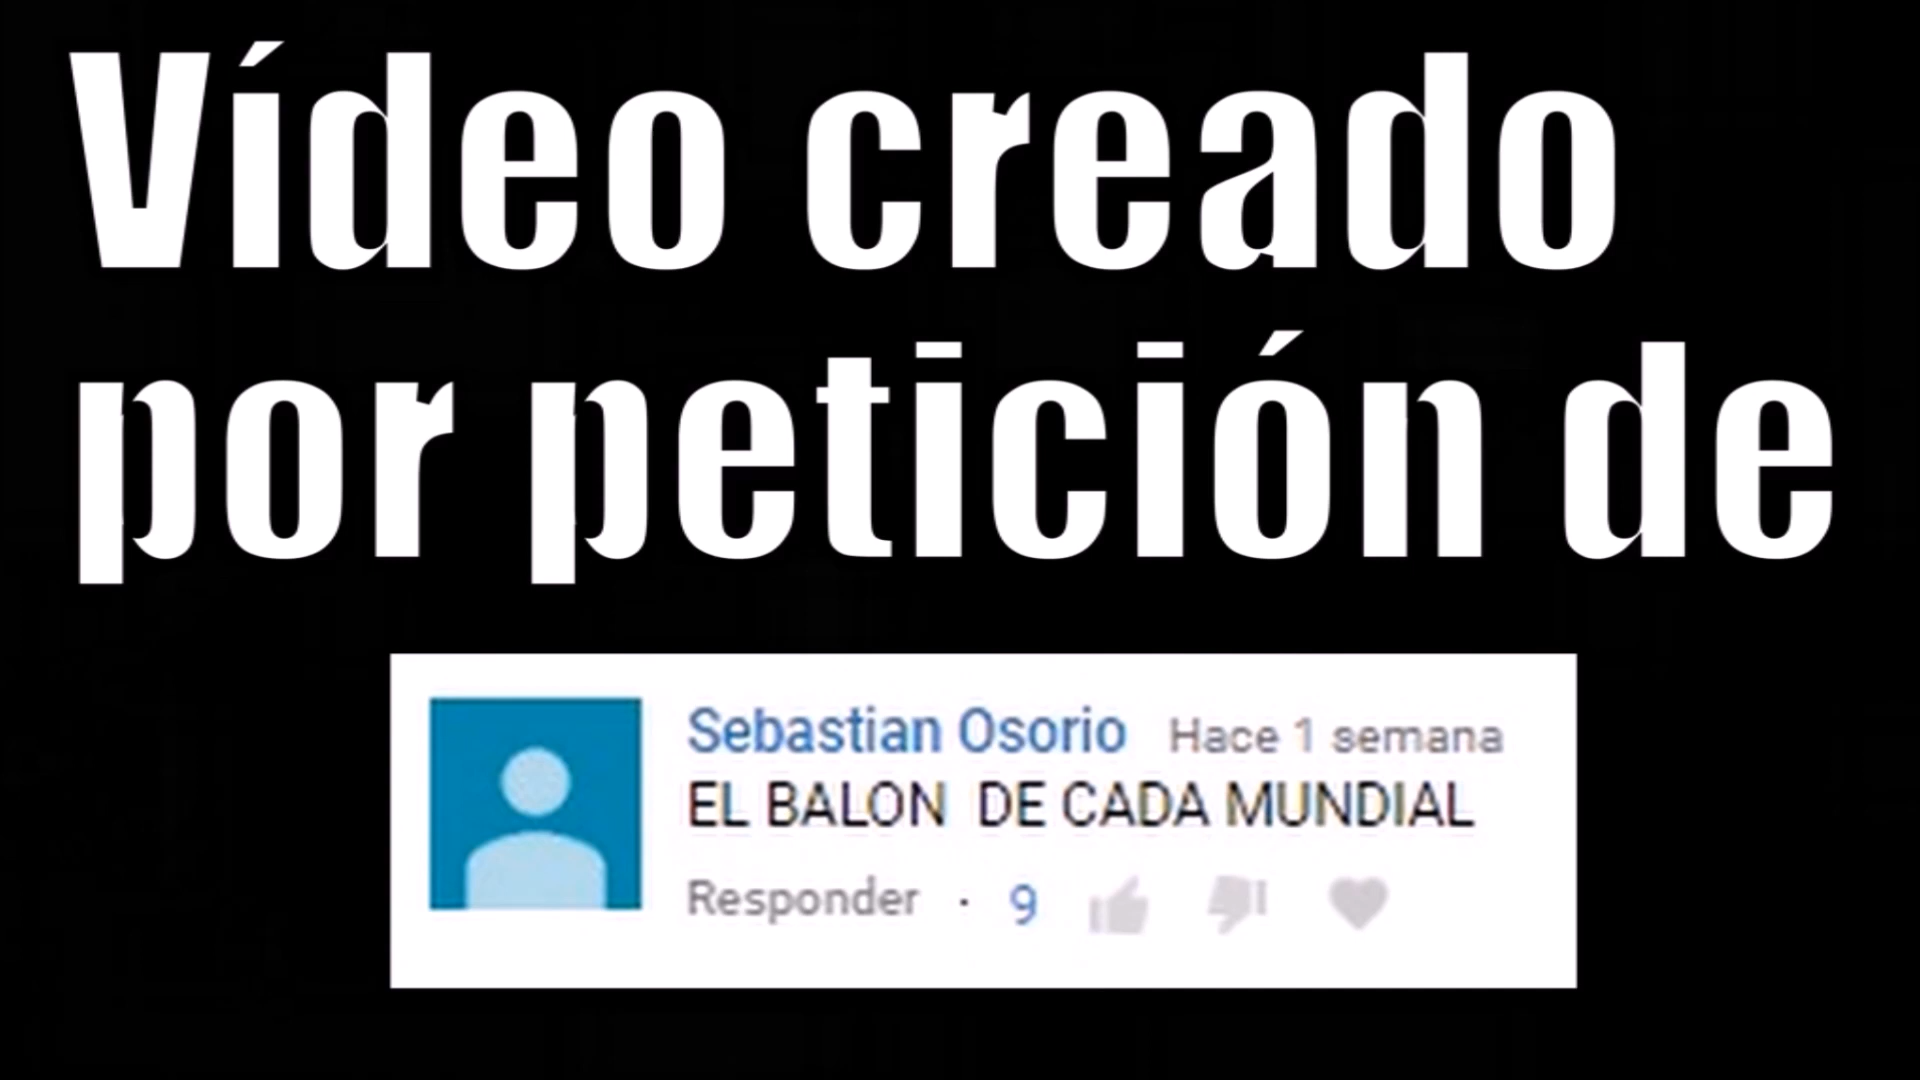 Vídeo creado
por petición de
Sebastian Osorio Hace 1 semana
EL BALON DE CADA MUNDIAL
Responder · 9